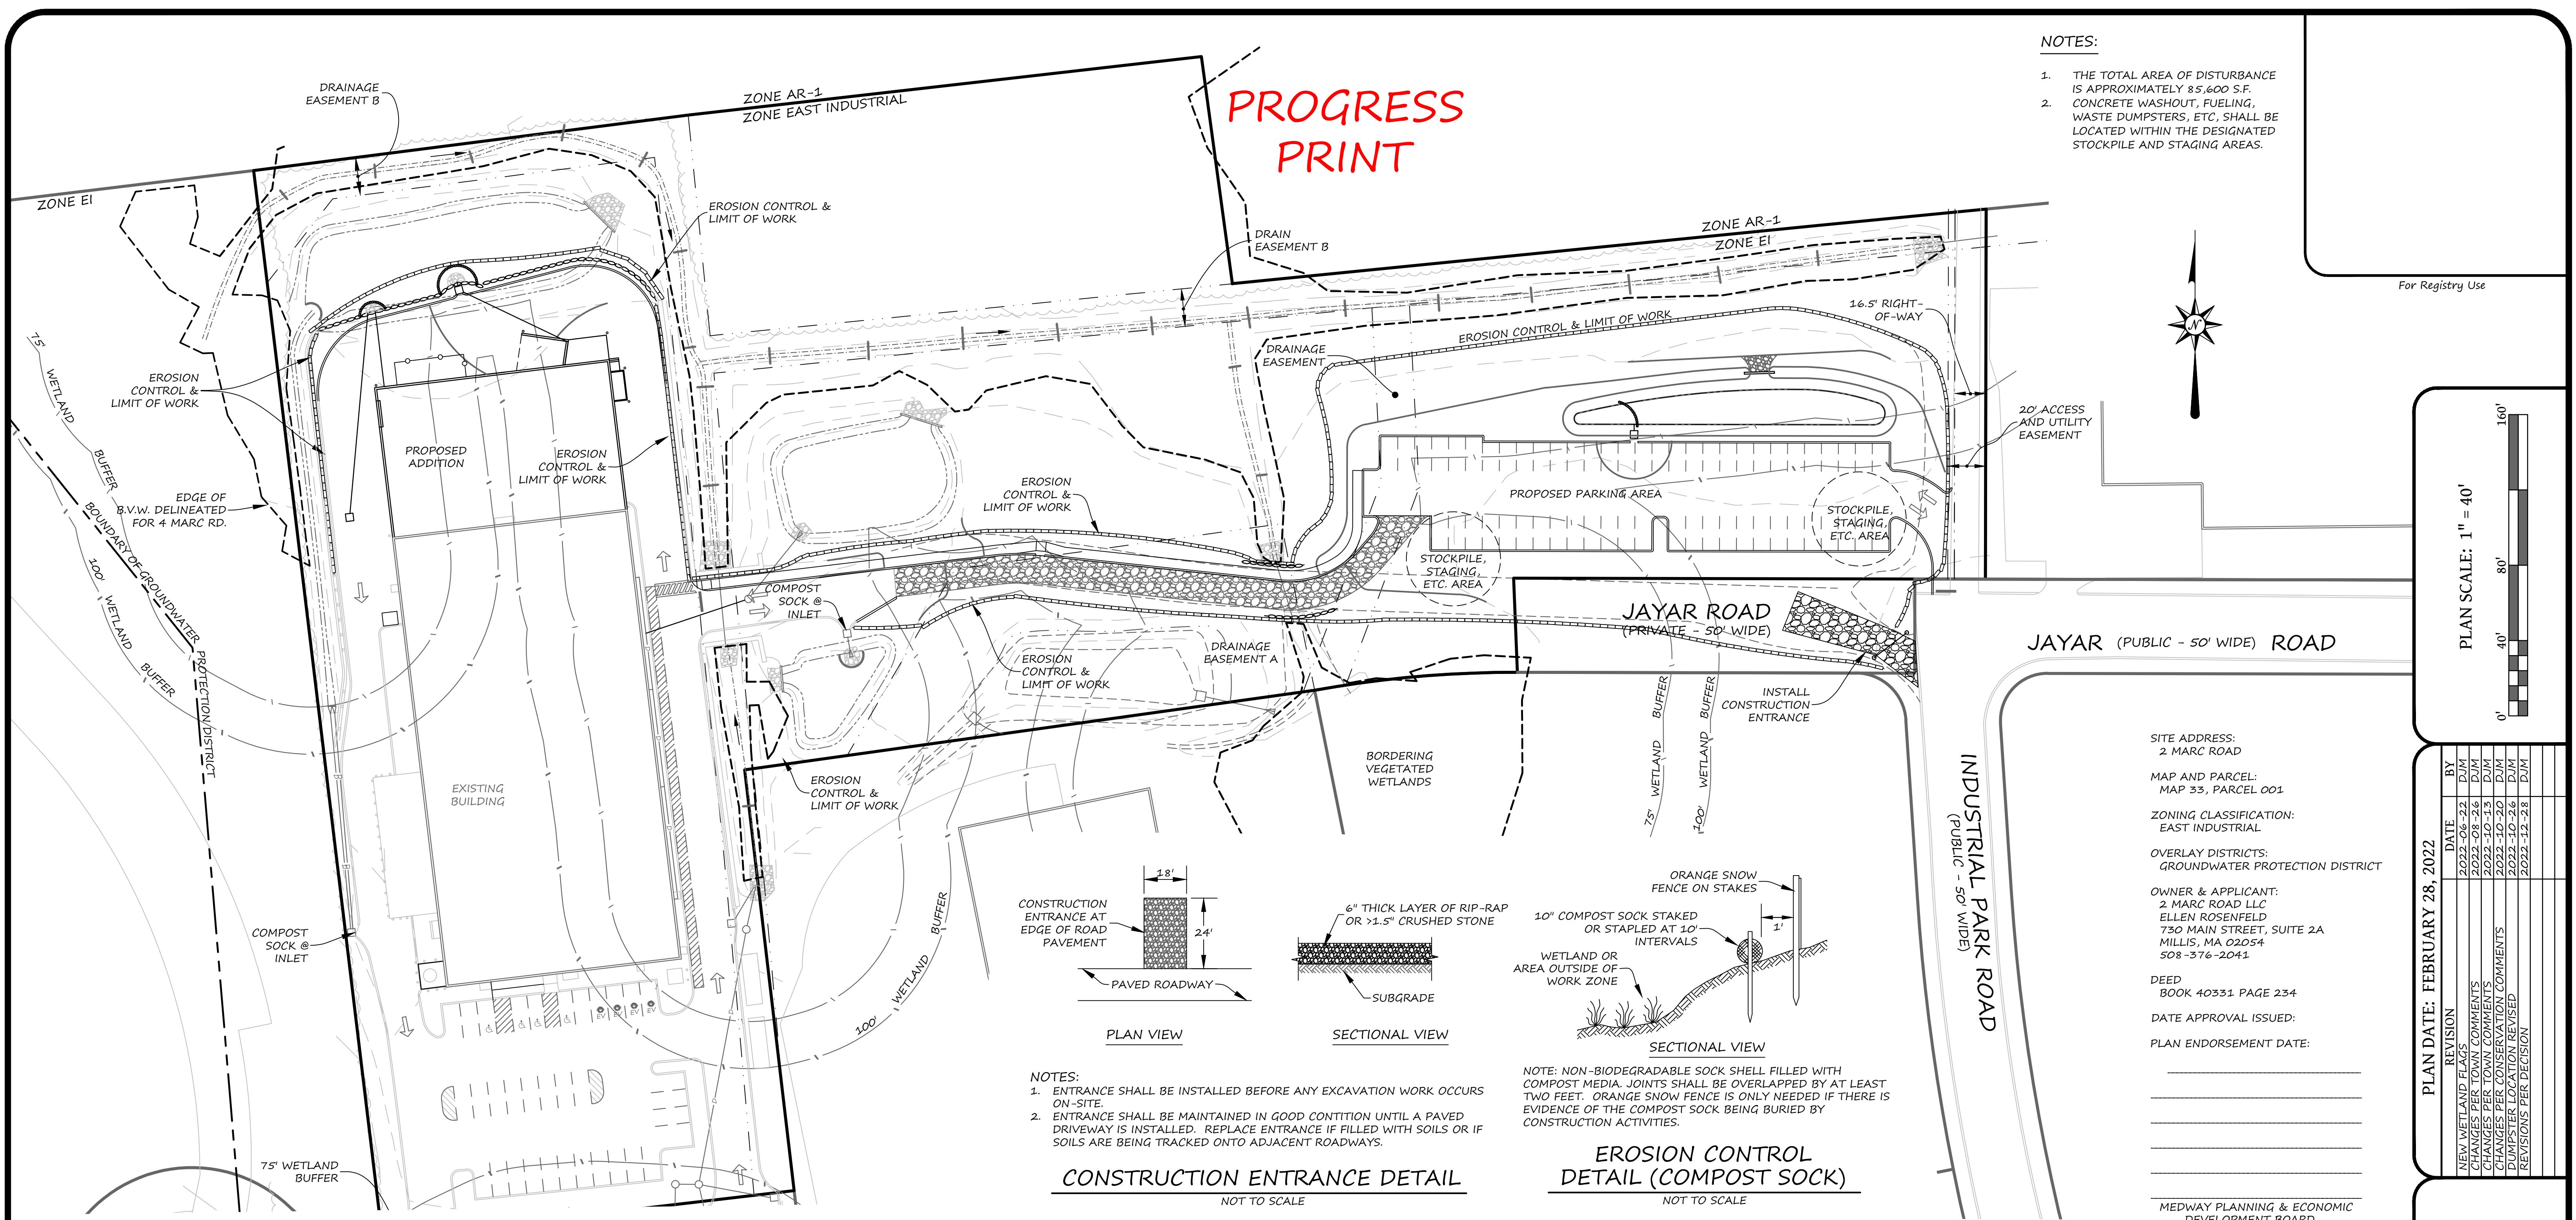 PROGRESS
PRINT
NOTES:
1. THE TOTAL AREA OF DISTURBANCE
IS APPROXIMATELY 85,600 S.F.
2. CONCRETE WASHOUT, FUELING,
WASTE DUMPSTERS, ETC, SHALL BE
LOCATED WITHIN THE DESIGNATED
STOCKPILE AND STAGING AREAS.
For Registry Use
DRAINAGE
EASEMENT B
ZONE AR-1
ZONE EAST INDUSTRIAL
ZONE EI
EROSION CONTROL &
LIMIT OF WORK
DRAIN
EASEMENT B
ZONE AR-1
ZONE EI
16.5' RIGHT-
OF-WAY
EROSION CONTROL & LIMIT OF WORK
DRAINAGE
EASEMENT
20' ACCESS
AND UTILITY
EASEMENT
N
75'
WETLAND
BUFFER
EROSION
CONTROL &
LIMIT OF WORK
PROPOSED
ADDITION
EROSION
CONTROL &
LIMIT OF WORK
EDGE OF
B.V.W. DELINEATED
FOR 4 MARC RD.
BOUNDARY OF GROUNDWATER
PROTECTION DISTRICT
100'
WETLAND
BUFFER
EROSION
CONTROL &
LIMIT OF WORK
PROPOSED PARKING AREA
STOCKPILE,
STAGING,
ETC. AREA
STOCKPILE,
STAGING,
ETC. AREA
COMPOST
SOCK @
INLET
JAYAR ROAD
(PRIVATE - 50' WIDE)
JAYAR (PUBLIC - 50' WIDE) ROAD
DRAINAGE
EASEMENT A
EROSION
CONTROL &
LIMIT OF WORK
INSTALL
CONSTRUCTION
ENTRANCE
75' WETLAND BUFFER
100' WETLAND BUFFER
BORDERING
VEGETATED
WETLANDS
EROSION
CONTROL &
LIMIT OF WORK
EXISTING
BUILDING
INDUSTRIAL PARK ROAD
(PUBLIC - 50' WIDE)
COMPOST
SOCK @
INLET
EV EV EV EV
100' WETLAND BUFFER
75' WETLAND
BUFFER
18'
24'
CONSTRUCTION
ENTRANCE AT
EDGE OF ROAD
PAVEMENT
PAVED ROADWAY
PLAN VIEW
6" THICK LAYER OF RIP-RAP
OR >1.5" CRUSHED STONE
SUBGRADE
SECTIONAL VIEW
NOTES:
1. ENTRANCE SHALL BE INSTALLED BEFORE ANY EXCAVATION WORK OCCURS
ON-SITE.
2. ENTRANCE SHALL BE MAINTAINED IN GOOD CONTITION UNTIL A PAVED
DRIVEWAY IS INSTALLED. REPLACE ENTRANCE IF FILLED WITH SOILS OR IF
SOILS ARE BEING TRACKED ONTO ADJACENT ROADWAYS.
CONSTRUCTION ENTRANCE DETAIL
NOT TO SCALE
ORANGE SNOW
FENCE ON STAKES
10" COMPOST SOCK STAKED
OR STAPLED AT 10'
INTERVALS
1'
WETLAND OR
AREA OUTSIDE OF
WORK ZONE
SECTIONAL VIEW
NOTE: NON-BIODEGRADABLE SOCK SHELL FILLED WITH
COMPOST MEDIA. JOINTS SHALL BE OVERLAPPED BY AT LEAST
TWO FEET. ORANGE SNOW FENCE IS ONLY NEEDED IF THERE IS
EVIDENCE OF THE COMPOST SOCK BEING BURIED BY
CONSTRUCTION ACTIVITIES.
EROSION CONTROL
DETAIL (COMPOST SOCK)
NOT TO SCALE
SITE ADDRESS:
2 MARC ROAD
MAP AND PARCEL:
MAP 33, PARCEL 001
ZONING CLASSIFICATION:
EAST INDUSTRIAL
OVERLAY DISTRICTS:
GROUNDWATER PROTECTION DISTRICT
OWNER & APPLICANT:
2 MARC ROAD LLC
ELLEN ROSENFELD
730 MAIN STREET, SUITE 2A
MILLIS, MA 02054
508-376-2041
DEED
BOOK 40331 PAGE 234
DATE APPROVAL ISSUED:
PLAN ENDORSEMENT DATE:
MEDWAY PLANNING & ECONOMIC
DEVELOPMENT BOARD
PLAN SCALE: 1" = 40'
0' 40' 80' 160'
PLAN DATE: FEBRUARY 28, 2022
REVISION DATE BY
NEW WETLAND FLAGS 2022-06-22 DJM
CHANGES PER TOWN COMMENTS 2022-08-26 DJM
CHANGES PER TOWN COMMENTS 2022-10-13 DJM
CHANGES PER CONSERVATION COMMENTS 2022-10-20 DJM
DUMPSTER LOCATION REVISED 2022-10-26 DJM
REVISIONS PER DECISION 2022-12-28 DJM